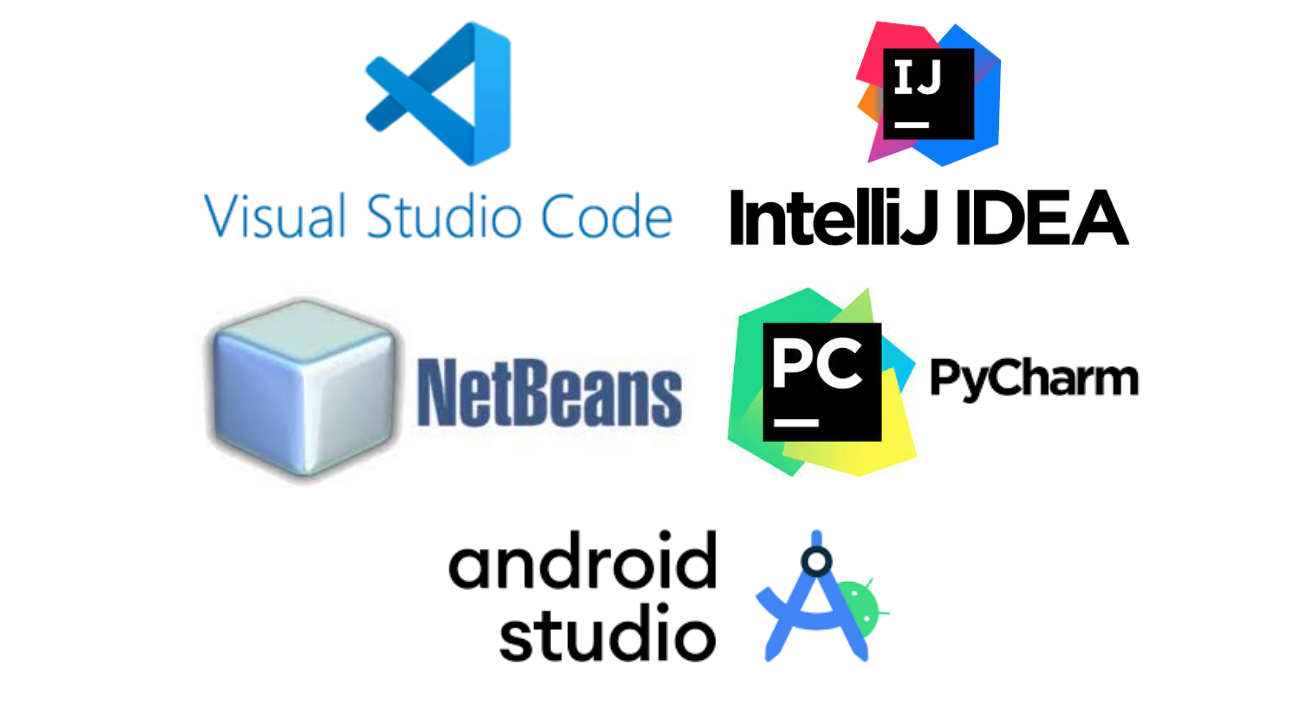 Visual Studio Code
IJ
IntelliJ IDEA
NetBeans
PC
PyCharm
android
studio